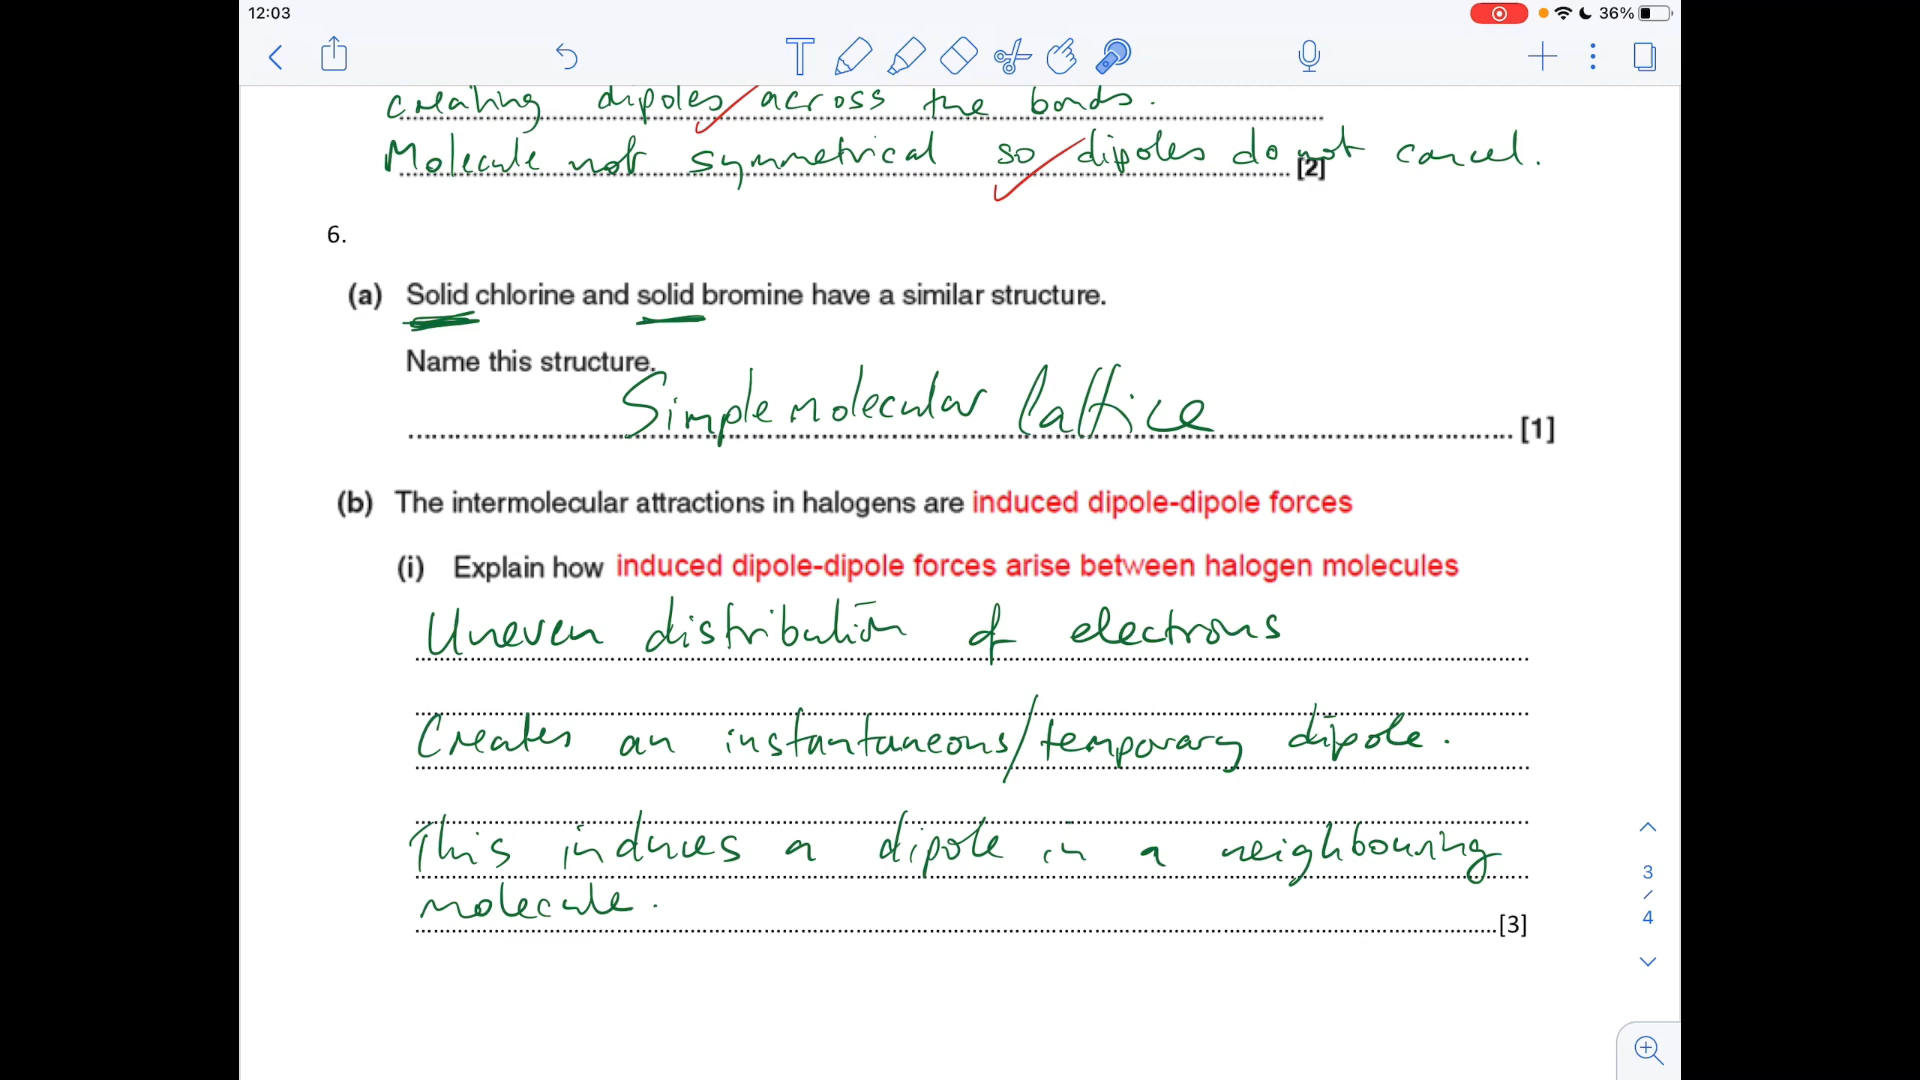 12:03
36%
creating dipoles across the bonds.
Molecule not symmetrical so dipoles do not cancel.
[2]
6.
(a) Solid chlorine and solid bromine have a similar structure.
Name this structure.
Simple molecular lattice
[1]
(b) The intermolecular attractions in halogens are induced dipole-dipole forces
(i) Explain how induced dipole-dipole forces arise between halogen molecules
Uneven distribution of electrons
Creates an instantaneous/temporary dipole.
This induces a dipole in a neighbouring
molecule.
[3]
3
/
4